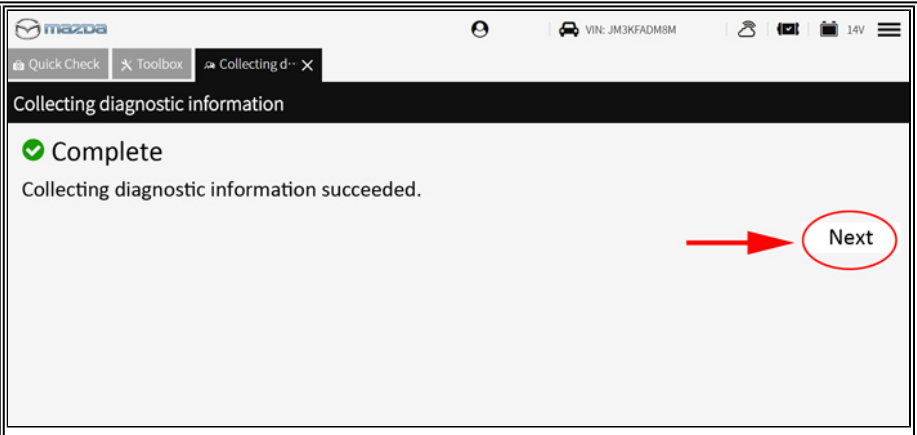 mazda
VIN: JM3KFADM8M
14V
Quick Check
Toolbox
Collecting d··
Collecting diagnostic information
Complete
Collecting diagnostic information succeeded.
Next